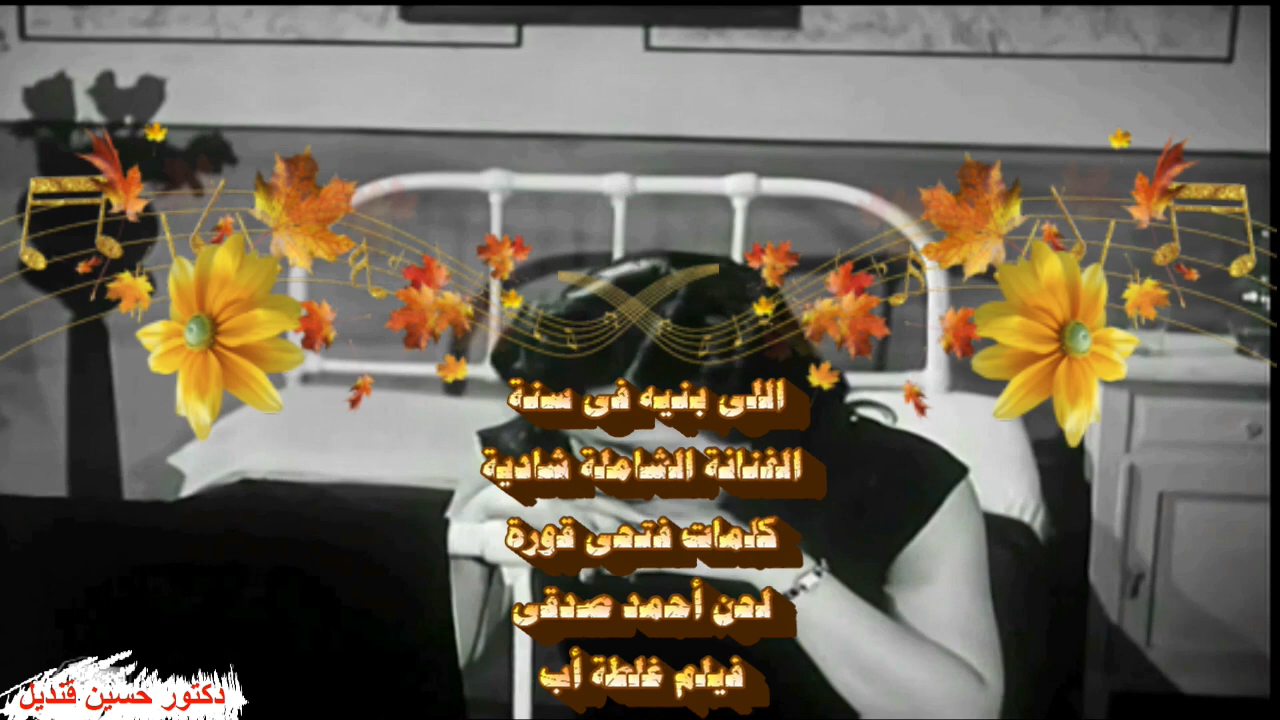 اللى بنيه فى سنة
الفنانة الشاملة شادية
كلمات فتحى قورة
لحن أحمد صدقى
فيلم غلطة أب
دكتور حسين قنديل